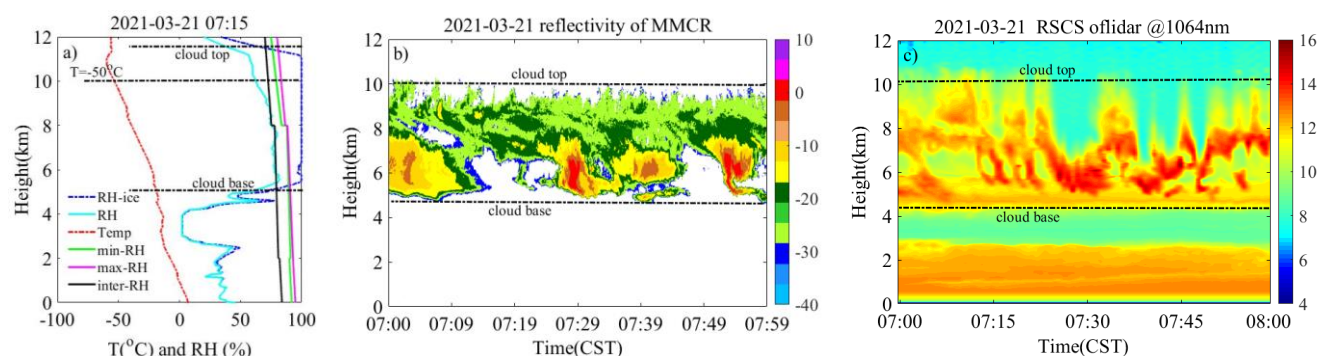 2021-03-21 07:15
a)
cloud top
T=-50°C
cloud base
RH-ice
RH
Temp
min-RH
max-RH
inter-RH
Height(km)
12
10
8
6
4
2
0
-100
-50
0
50
100
T(°C) and RH (%)
2021-03-21 reflectivity of MMCR
b)
cloud top
cloud base
Height(km)
12
10
8
6
4
2
0
07:00
07:09
07:19
07:29
07:39
07:49
07:59
Time(CST)
10
0
-10
-20
-30
-40
2021-03-21 RSCS oflidar @1064nm
c)
cloud top
cloud base
Height(km)
12
10
8
6
4
2
0
07:00
07:15
07:30
07:45
08:00
Time(CST)
16
14
12
10
8
6
4